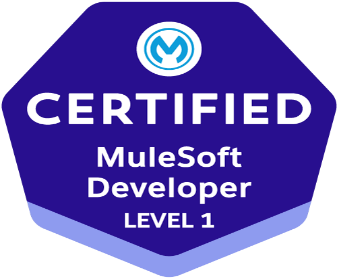 CERTIFIED
MuleSoft
Developer
LEVEL 1